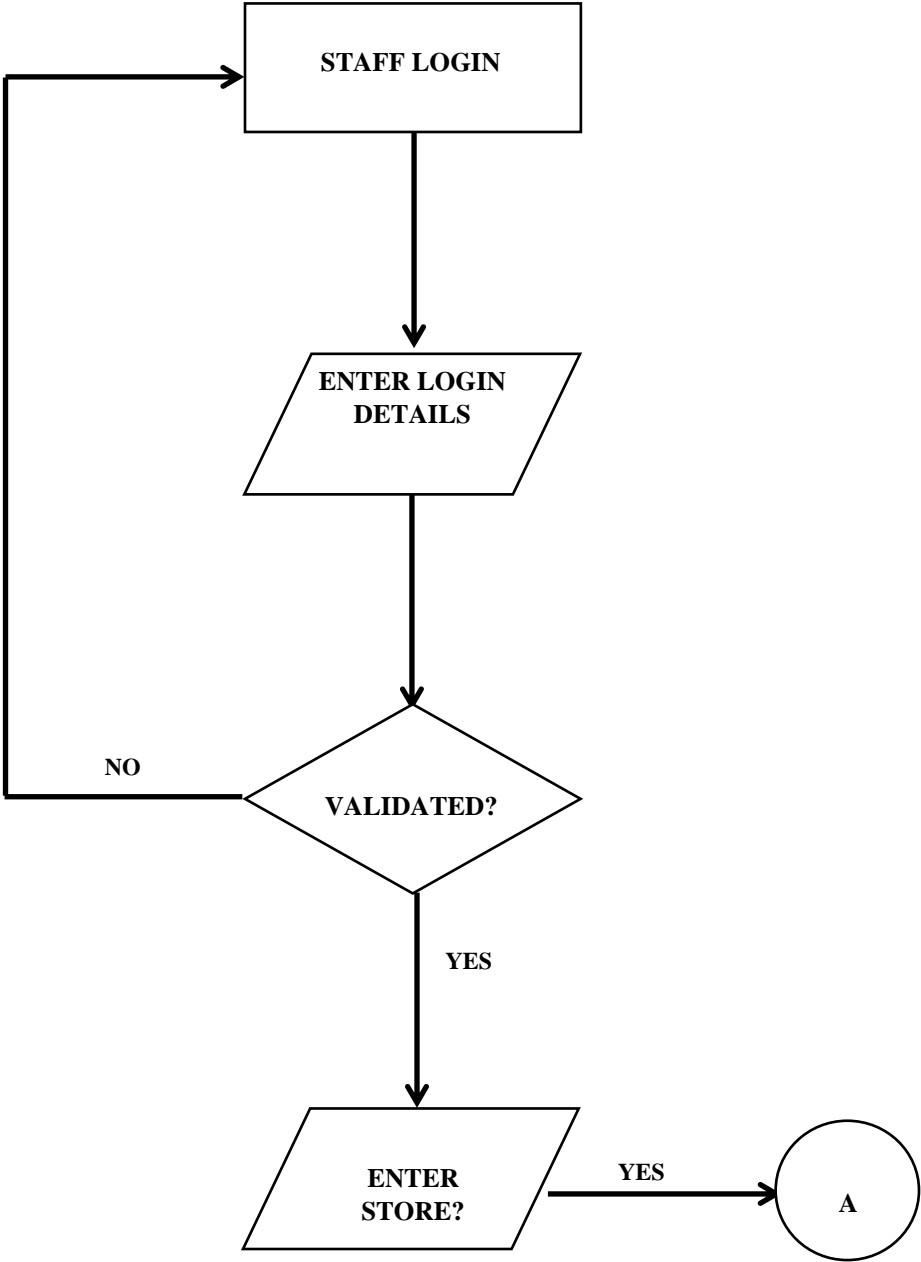 STAFF LOGIN
ENTER LOGIN
DETAILS
NO
VALIDATED?
YES
ENTER
STORE?
YES
A